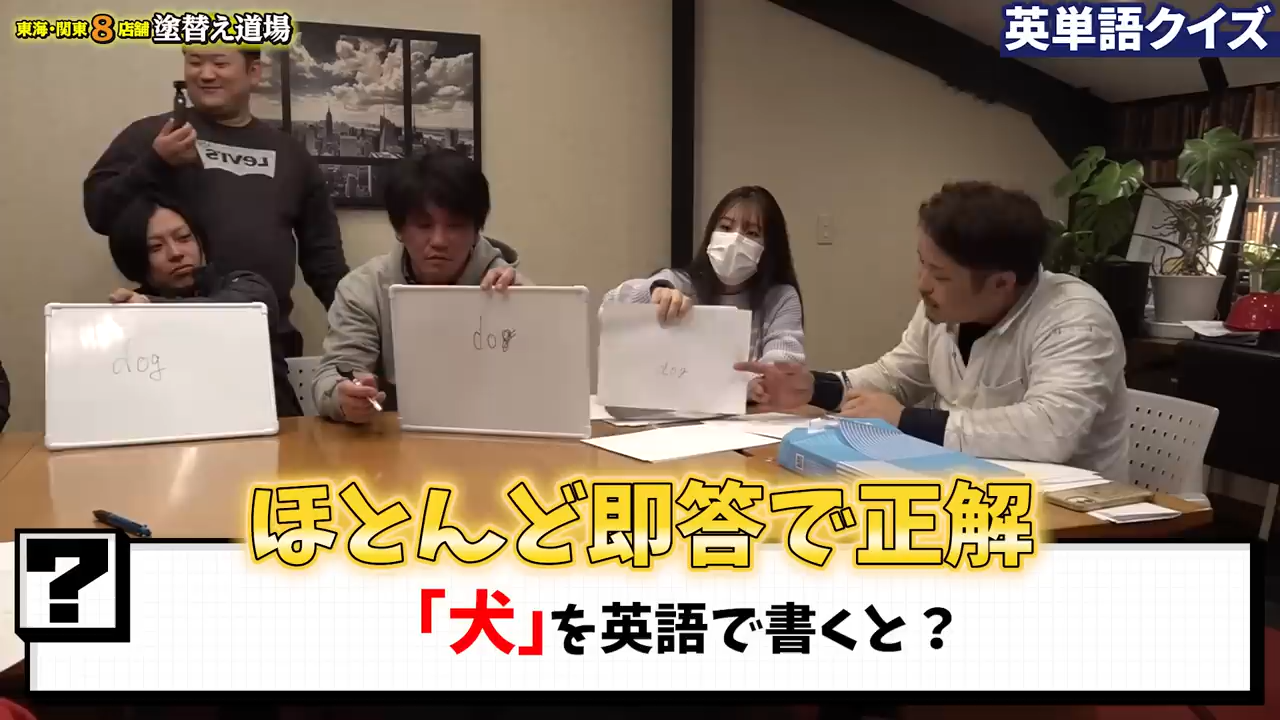 東海・関東8店舗 塗替え道場
英単語クイズ
Levi's
dog
dog
dog
ほとんど即答で正解
?
「犬」を英語で書くと？